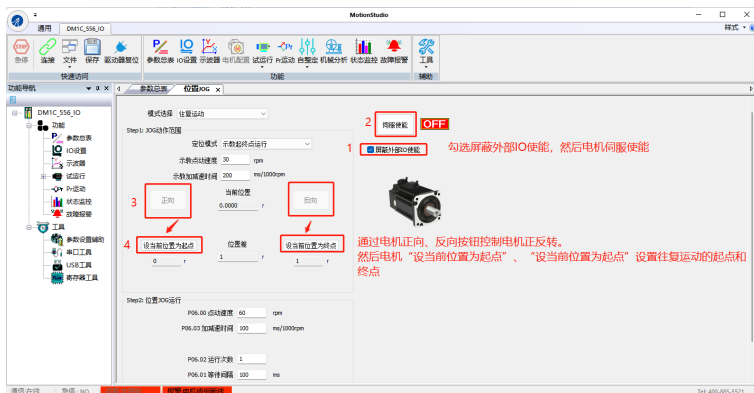 MotionStudio
通用 DM1C_556_IO 样式
STOP
急停 连接 文件 保存 驱动器复位 参数总表 IO设置 示波器 电机配置 试运行 Pr运动 自整定 机械分析 状态监控 故障报警 工具
快速访问 功能 辅助
功能导航 参数总表 位置JOG
DM1C_556_IO
功能
参数总表
IO设置
示波器
试运行
Pr运动
状态监控
故障报警
工具
参数设置辅助
串口工具
USB工具
寄存器工具
模式选择 往复运动
Step1: JOG动作范围
定位模式 示教起终点运行
示教点动速度 30 rpm
示教加减速时间 200 ms/1000rpm
3 正向 当前位置 反向
0.0000 r
4 设当前位置为起点 位置差 设当前位置为终点
0 r 1 r 1 r
2 伺服使能 OFF
1 屏蔽外部IO使能 勾选屏蔽外部IO使能，然后电机伺服使能
通过电机正向、反向按钮控制电机正反转。
然后电机“设当前位置为起点”、“设当前位置为起点”设置往复运动的起点和
终点
Step2: 位置JOG运行
P06.00 点动速度 60 rpm
P06.03 加减速时间 100 ms/1000rpm
P06.02 运行次数 1
P06.01 等待间隔 100 ms
通信:在线 急停: NO Tel: 400-885-5521